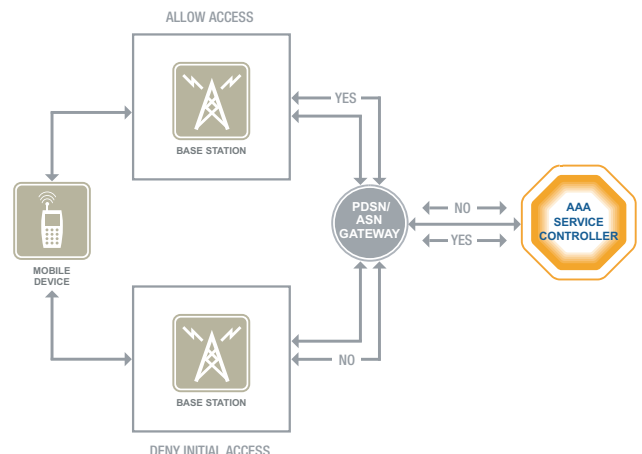 ALLOW ACCESS
YES
BASE STATION
PDSN/
ASN
GATEWAY
NO
YES
AAA
SERVICE
CONTROLLER
MOBILE
DEVICE
NO
BASE STATION
DENY INITIAL ACCESS